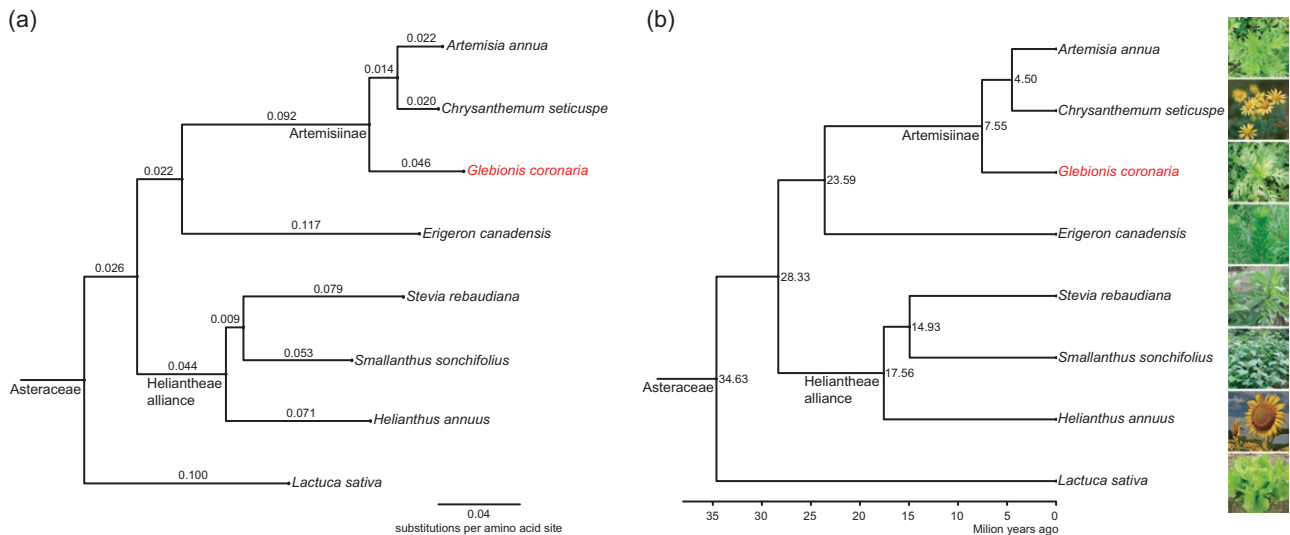 (a)
0.022
Artemisia annua
0.014
0.020
Chrysanthemum seticuspe
0.092
Artemisiinae
0.046
Glebionis coronaria
0.022
0.117
Erigeron canadensis
0.026
0.079
Stevia rebaudiana
0.009
0.053
Smallanthus sonchifolius
0.044
Heliantheae
alliance
0.071
Helianthus annuus
Asteraceae
0.100
Lactuca sativa
0.04
substitutions per amino acid site
(b)
Artemisia annua
4.50
Chrysanthemum seticuspe
Artemisiinae
7.55
Glebionis coronaria
23.59
Erigeron canadensis
28.33
Stevia rebaudiana
14.93
Smallanthus sonchifolius
Heliantheae
alliance
17.56
Helianthus annuus
Asteraceae
34.63
Lactuca sativa
35 30 25 20 15 10 5 0
Milion years ago